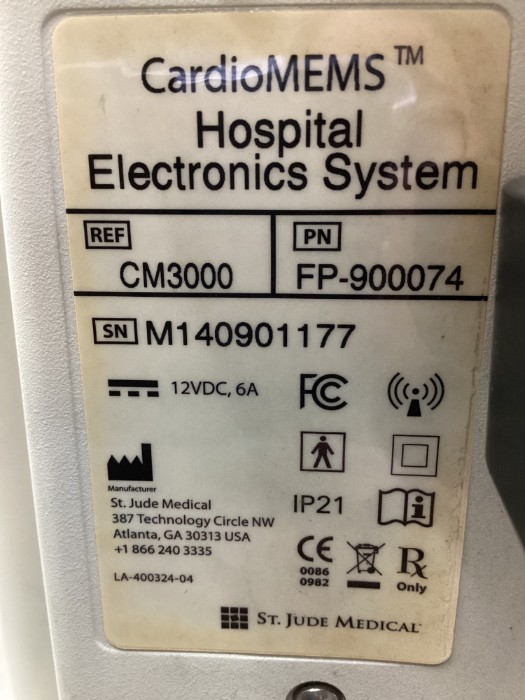 CardioMEMS™
Hospital
Electronics System
REF
CM3000
PN
FP-900074
SN M140901177
12VDC, 6A
FC
Manufacturer
St. Jude Medical
387 Technology Circle NW
Atlanta, GA 30313 USA
+1 866 240 3335
LA-400324-04
IP21
i
CE
0086
0982
Rx
Only
ST. JUDE MEDICAL